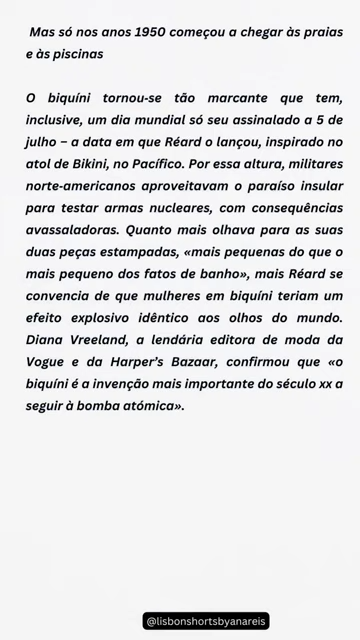 Mas só nos anos 1950 começou a chegar às praias
e às piscinas
O biquíni tornou-se tão marcante que tem,
inclusive, um dia mundial só seu assinalado a 5 de
julho – a data em que Réard o lançou, inspirado no
atol de Bikini, no Pacífico. Por essa altura, militares
norte-americanos aproveitavam o paraíso insular
para testar armas nucleares, com consequências
avassaladoras. Quanto mais olhava para as suas
duas peças estampadas, «mais pequenas do que o
mais pequeno dos fatos de banho», mais Réard se
convencia de que mulheres em biquíni teriam um
efeito explosivo idêntico aos olhos do mundo.
Diana Vreeland, a lendária editora de moda da
Vogue e da Harper’s Bazaar, confirmou que «o
biquíni é a invenção mais importante do século xx a
seguir à bomba atómica».
@lisbonshortsbyanareis